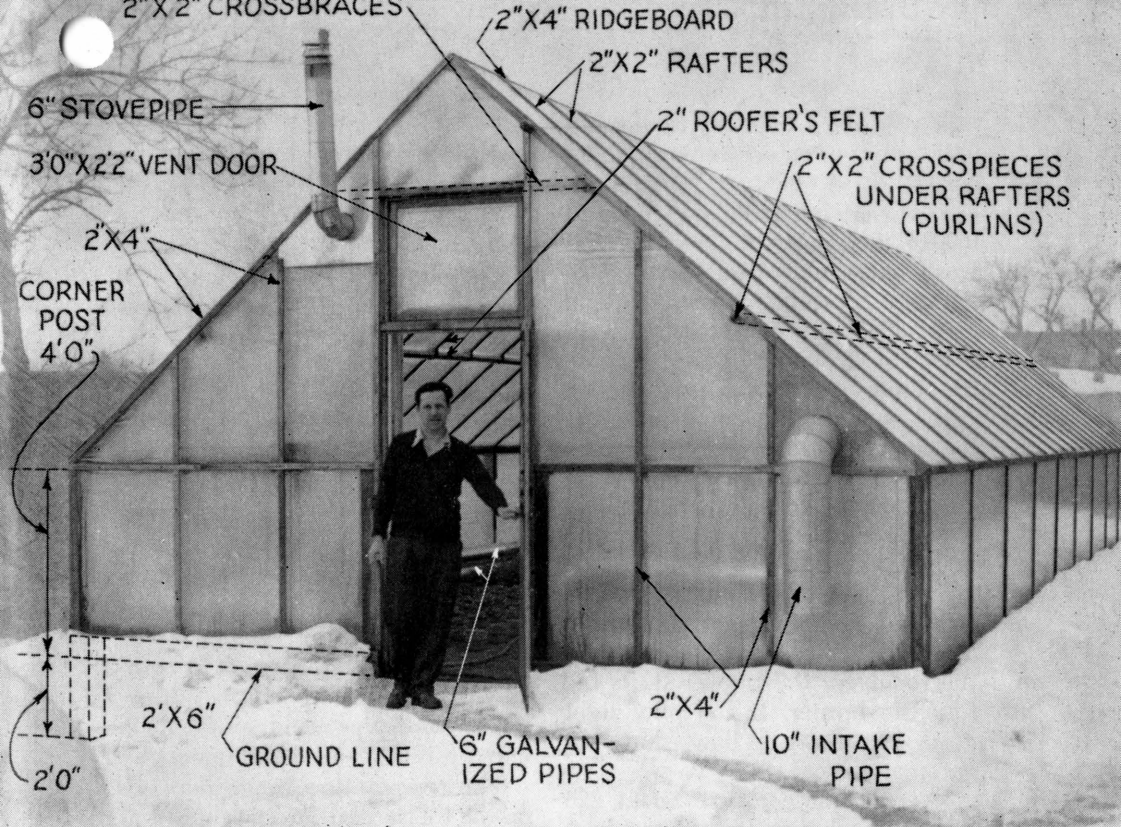 2"X2" CROSSBRACES
2"X4" RIDGEBOARD
2"X2" RAFTERS
6" STOVEPIPE
2" ROOFER'S FELT
3'0"X2'2" VENT DOOR
2"X2" CROSSPIECES
UNDER RAFTERS
(PURLINS)
2"X4"
CORNER
POST
4'0"
2'X6"
GROUND LINE
2'0"
6" GALVAN-
IZED PIPES
2"X4"
10" INTAKE
PIPE